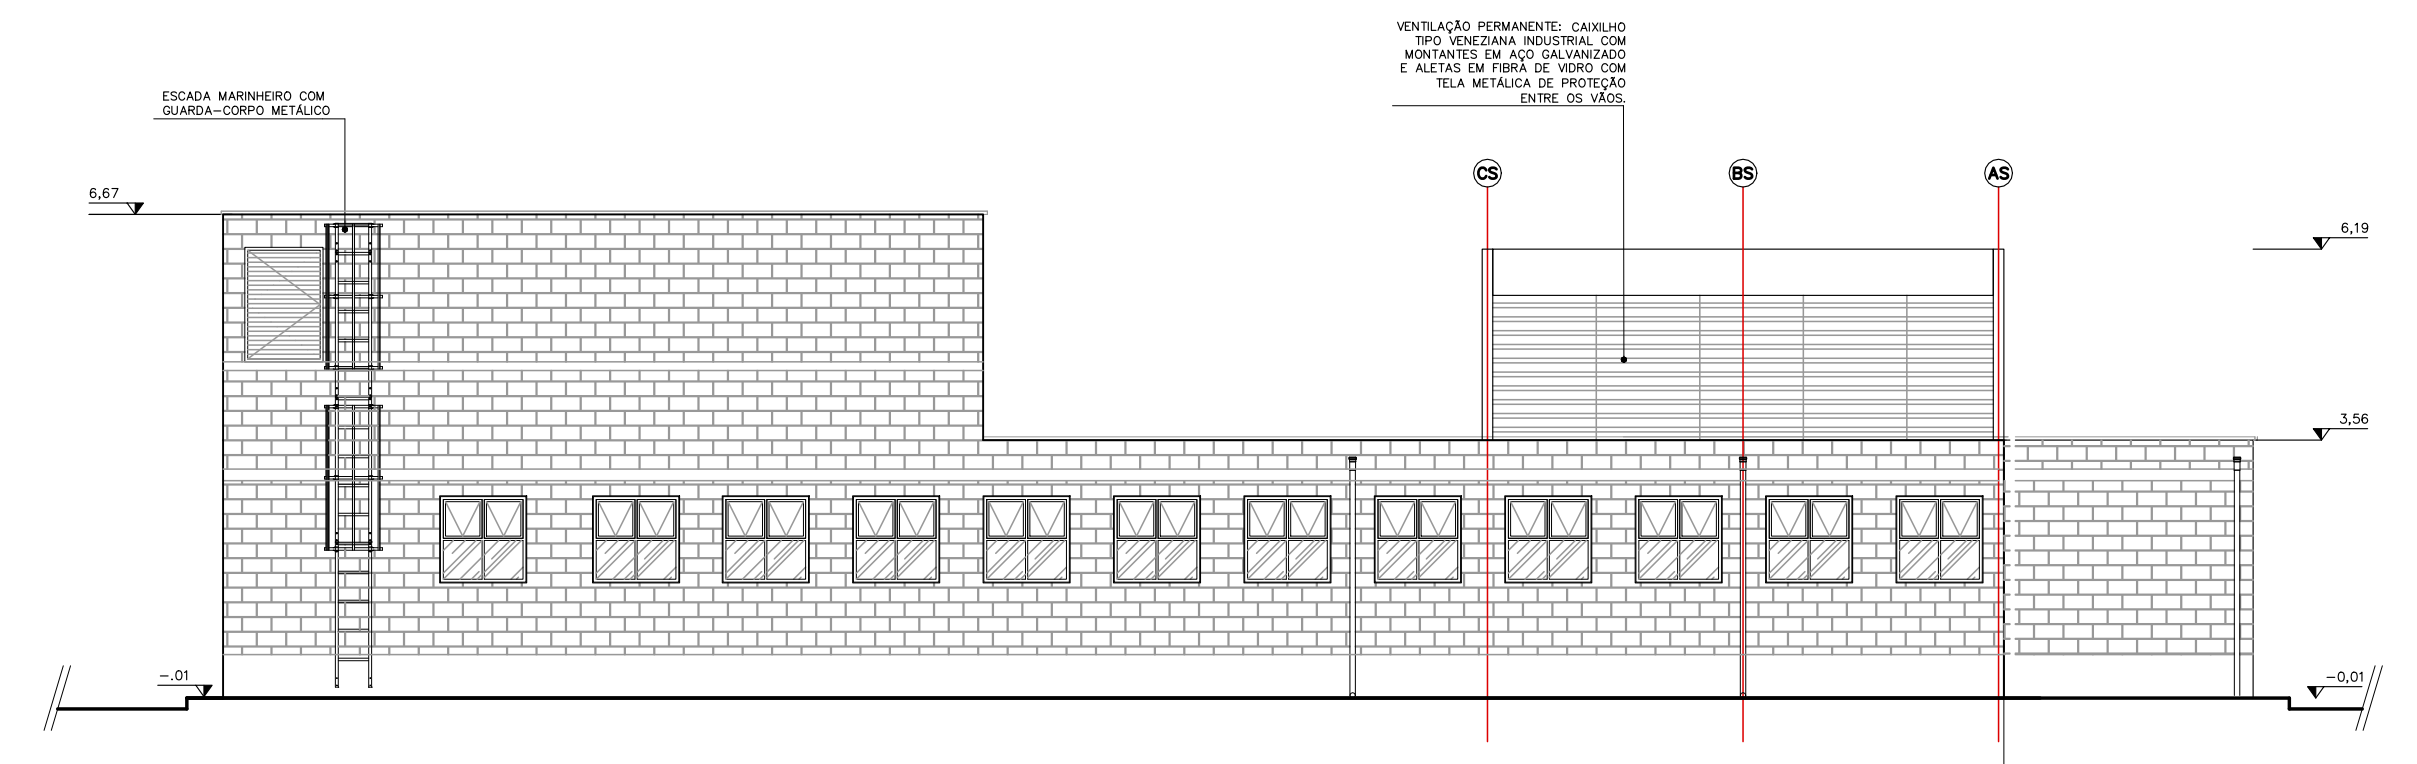 VENTILAÇÃO PERMANENTE: CAIXILHO
TIPO VENEZIANA INDUSTRIAL COM
MONTANTES EM AÇO GALVANIZADO
E ALETAS EM FIBRA DE VIDRO COM
TELA METÁLICA DE PROTEÇÃO
ENTRE OS VÃOS.
ESCADA MARINHEIRO COM
GUARDA-CORPO METÁLICO
CS
BS
AS
6,67
6,19
3,56
-.01
-0,01